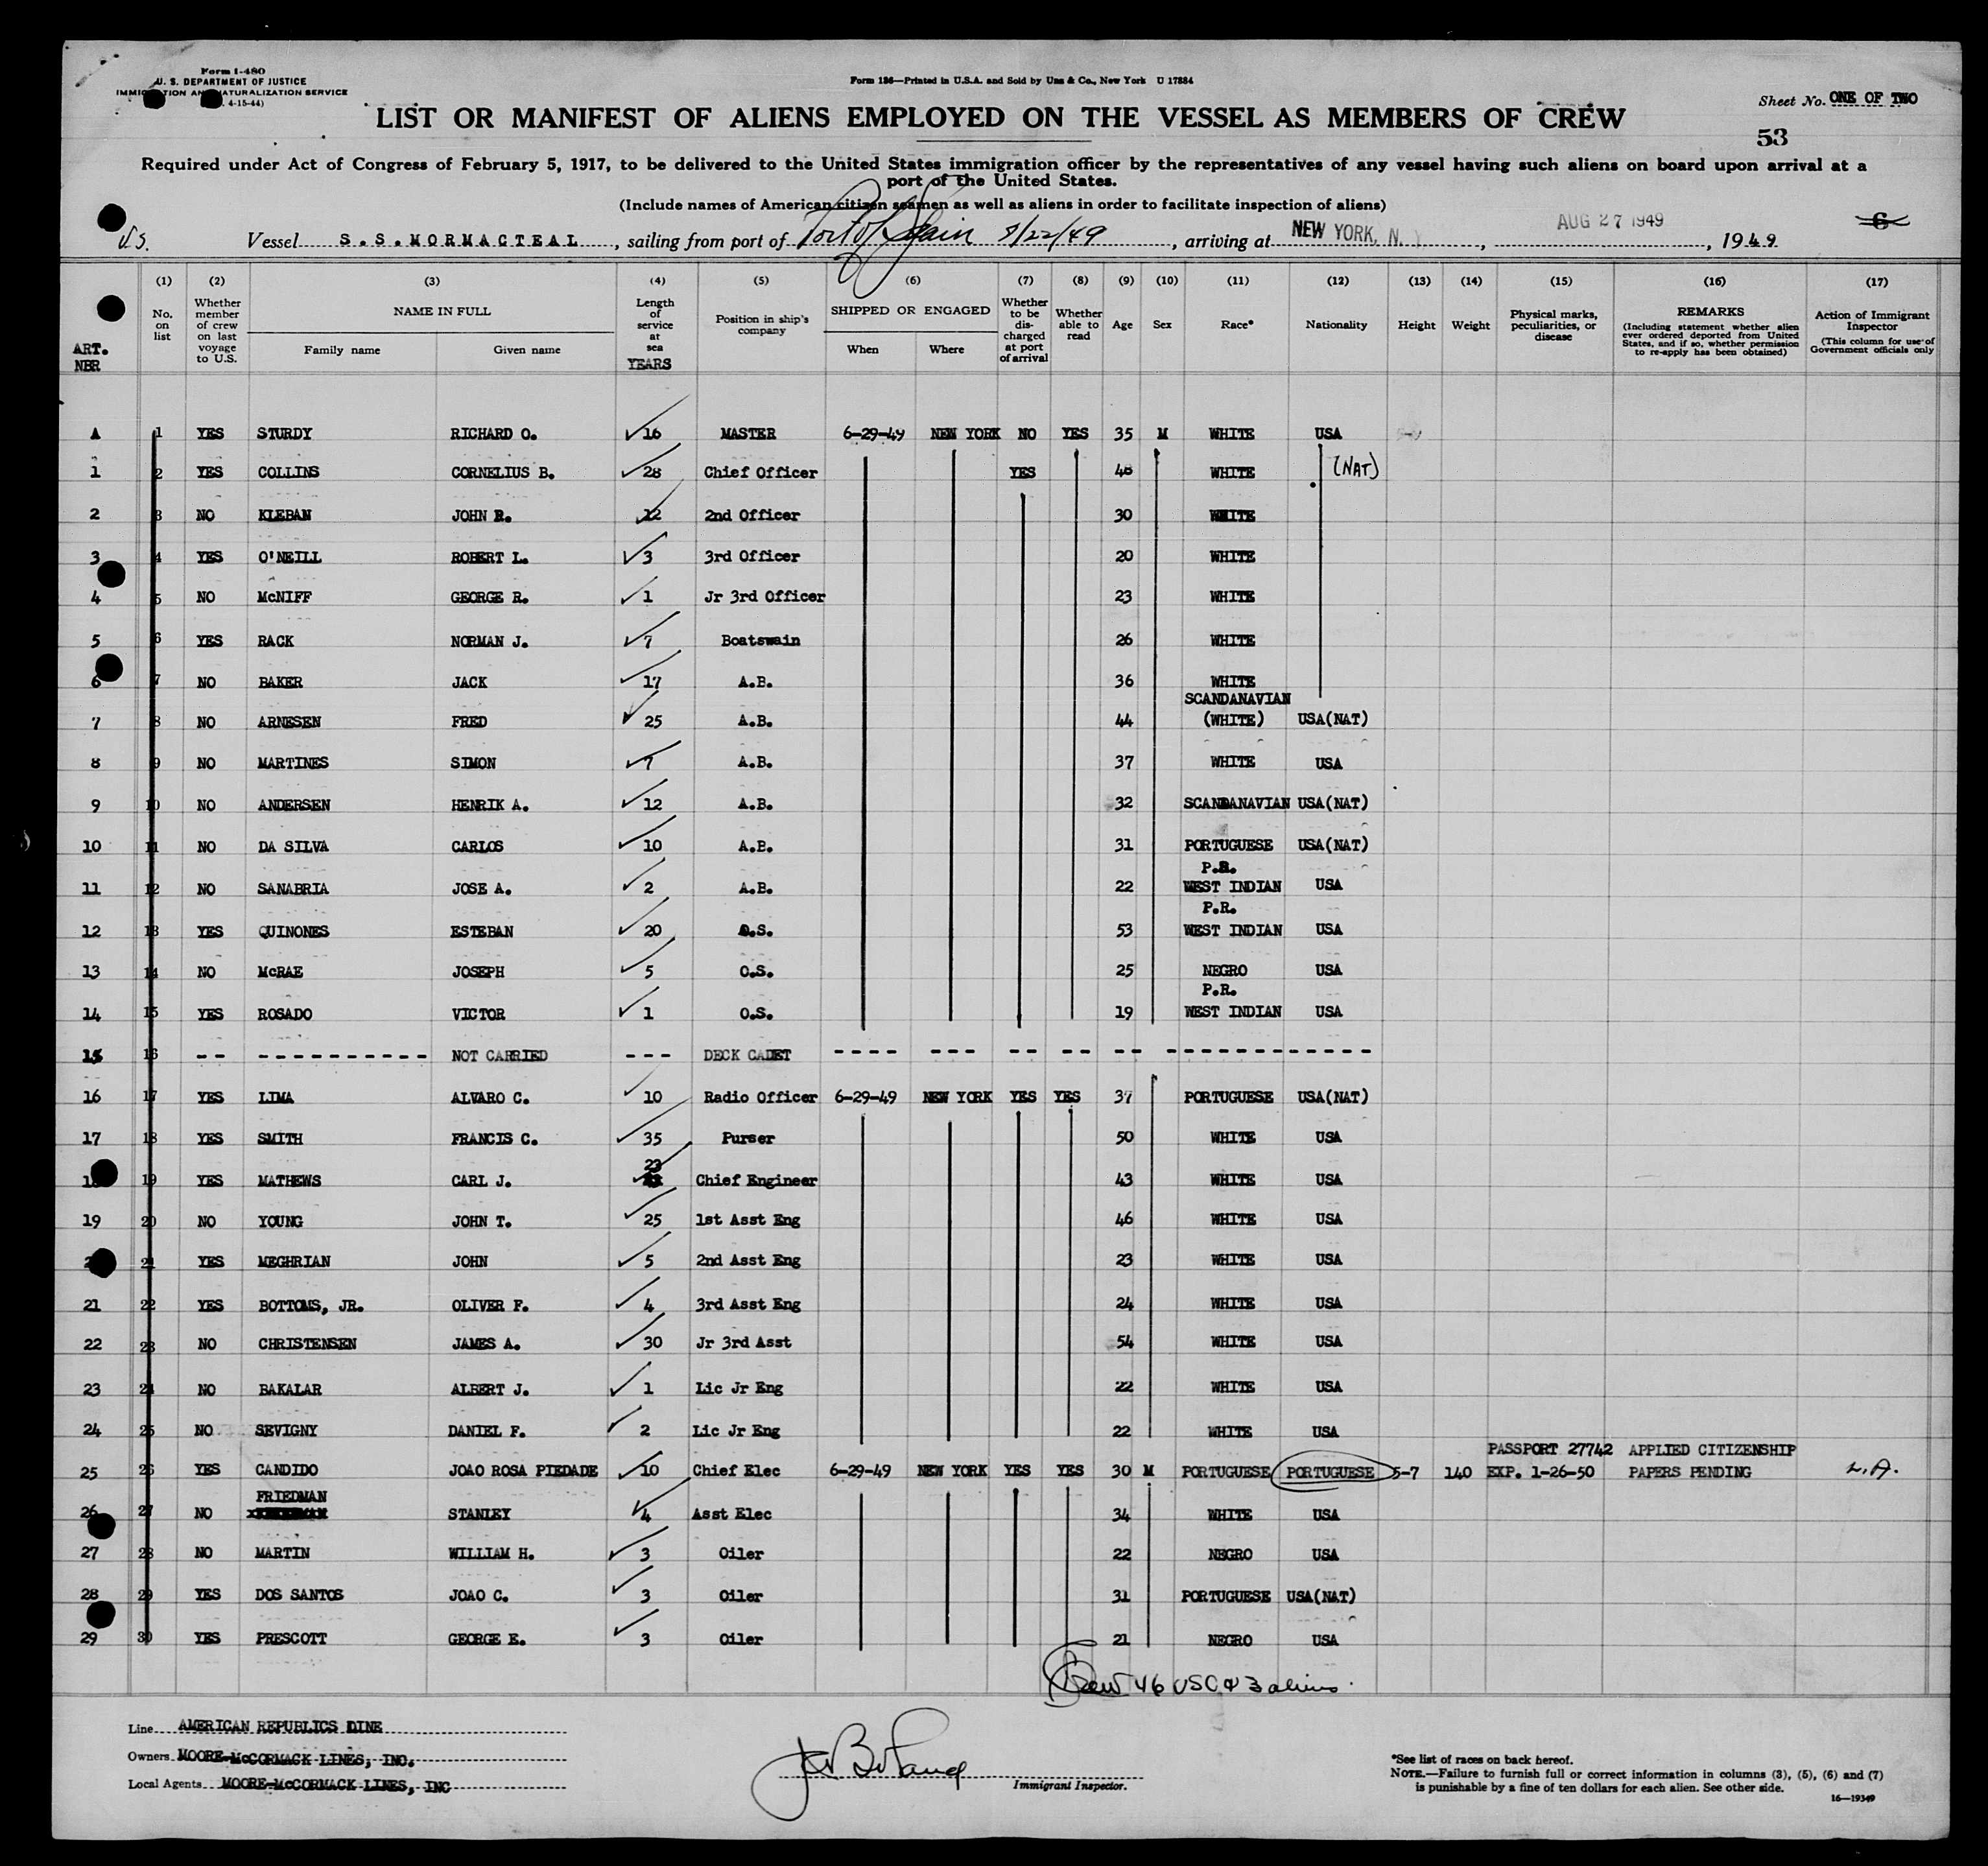 Form I-480
U. S. DEPARTMENT OF JUSTICE
IMMIGRATION AND NATURALIZATION SERVICE
4-15-44)
Form 186—Printed in U.S.A. and Sold by Unz & Co., New York U 17884
Sheet No. ONE OF TWO
LIST OR MANIFEST OF ALIENS EMPLOYED ON THE VESSEL AS MEMBERS OF CREW
53
Required under Act of Congress of February 5, 1917, to be delivered to the United States immigration officer by the representatives of any vessel having such aliens on board upon arrival at a
port of the United States.
(Include names of American citizen seamen as well as aliens in order to facilitate inspection of aliens)
U.S. Vessel S.S. MORMACTEAL, sailing from port of Port of Spain 8/22/49, arriving at NEW YORK, N., AUG 27 1949, 1949 6
(1) (2) (3) (4) (5) (6) (7) (8) (9) (10) (11) (12) (13) (14) (15) (16) (17)
ART. NBR No. on list Whether member of crew on last voyage to U.S. NAME IN FULL Family name Given name Length of service at sea YEARS Position in ship's company SHIPPED OR ENGAGED When Where Whether to be discharged at port of arrival Whether able to read Age Sex Race* Nationality Height Weight Physical marks, peculiarities, or disease REMARKS (Including statement whether alien ever ordered deported from United States, and if so, whether permission to re-apply has been obtained) Action of Immigrant Inspector (This column for use of Government officials only
A 1 YES STURDY RICHARD O. 16 MASTER 6-29-49 NEW YORK NO YES 35 M WHITE USA
1 2 YES COLLINS CORNELIUS B. 28 Chief Officer YES 48 WHITE (NAT)
2 3 NO KLEBAN JOHN R. 12 2nd Officer 30 WHITE
3 4 YES O'NEILL ROBERT L. 3 3rd Officer 20 WHITE
4 5 NO McNIFF GEORGE R. 1 Jr 3rd Officer 23 WHITE
5 6 YES RACK NORMAN J. 7 Boatswain 26 WHITE
6 7 NO BAKER JACK 17 A.B. 36 WHITE
7 8 NO ARNESEN FRED 25 A.B. 44 SCANDANAVIAN (WHITE) USA(NAT)
8 9 NO MARTINES SIMON 7 A.B. 37 WHITE USA
9 10 NO ANDERSEN HENRIK A. 12 A.B. 32 SCANDANAVIAN USA(NAT)
10 11 NO DA SILVA CARLOS 10 A.B. 31 PORTUGUESE USA(NAT)
11 12 NO SANABRIA JOSE A. 2 A.B. 22 P.R. WEST INDIAN USA
12 13 YES QUINONES ESTEBAN 20 O.S. 53 P.R. WEST INDIAN USA
13 14 NO McRAE JOSEPH 5 O.S. 25 NEGRO USA
14 15 YES ROSADO VICTOR 1 O.S. 19 P.R. WEST INDIAN USA
15 16 -- ---------- NOT CARRIED --- DECK CADET ---- --- -- -- -- -------------
16 17 YES LIMA ALVARO C. 10 Radio Officer 6-29-49 NEW YORK YES YES 37 PORTUGUESE USA(NAT)
17 18 YES SMITH FRANCIS C. 35 Purser 50 WHITE USA
18 19 YES MATHEWS CARL J. 23 Chief Engineer 43 WHITE USA
19 20 NO YOUNG JOHN T. 25 1st Asst Eng 46 WHITE USA
21 YES MEGHRIAN JOHN 5 2nd Asst Eng 23 WHITE USA
21 22 YES BOTTOMS, JR. OLIVER F. 4 3rd Asst Eng 24 WHITE USA
22 23 NO CHRISTENSEN JAMES A. 30 Jr 3rd Asst 54 WHITE USA
23 24 NO BAKALAR ALBERT J. 1 Lic Jr Eng 22 WHITE USA
24 25 NO SEVIGNY DANIEL F. 2 Lic Jr Eng 22 WHITE USA
25 26 YES CANDIDO JOAO ROSA PIEDADE 10 Chief Elec 6-29-49 NEW YORK YES YES 30 M PORTUGUESE PORTUGUESE 5-7 140 PASSPORT 27742 EXP. 1-26-50 APPLIED CITIZENSHIP PAPERS PENDING L.A.
26 27 NO FRIEDMAN STANLEY 4 Asst Elec 34 WHITE USA
27 28 NO MARTIN WILLIAM H. 3 Oiler 22 NEGRO USA
28 29 YES DOS SANTOS JOAO C. 3 Oiler 31 PORTUGUESE USA(NAT)
29 30 YES PRESCOTT GEORGE E. 3 Oiler 21 NEGRO USA
Crew 46 USC & 3 aliens
Line AMERICAN REPUBLICS LINE
Owners MOORE-McCORMACK LINES, INC.
Local Agents MOORE-McCORMACK LINES, INC
Immigrant Inspector.
*See list of races on back hereof.
NOTE.—Failure to furnish full or correct information in columns (3), (5), (6) and (7)
is punishable by a fine of ten dollars for each alien. See other side.
16—19349